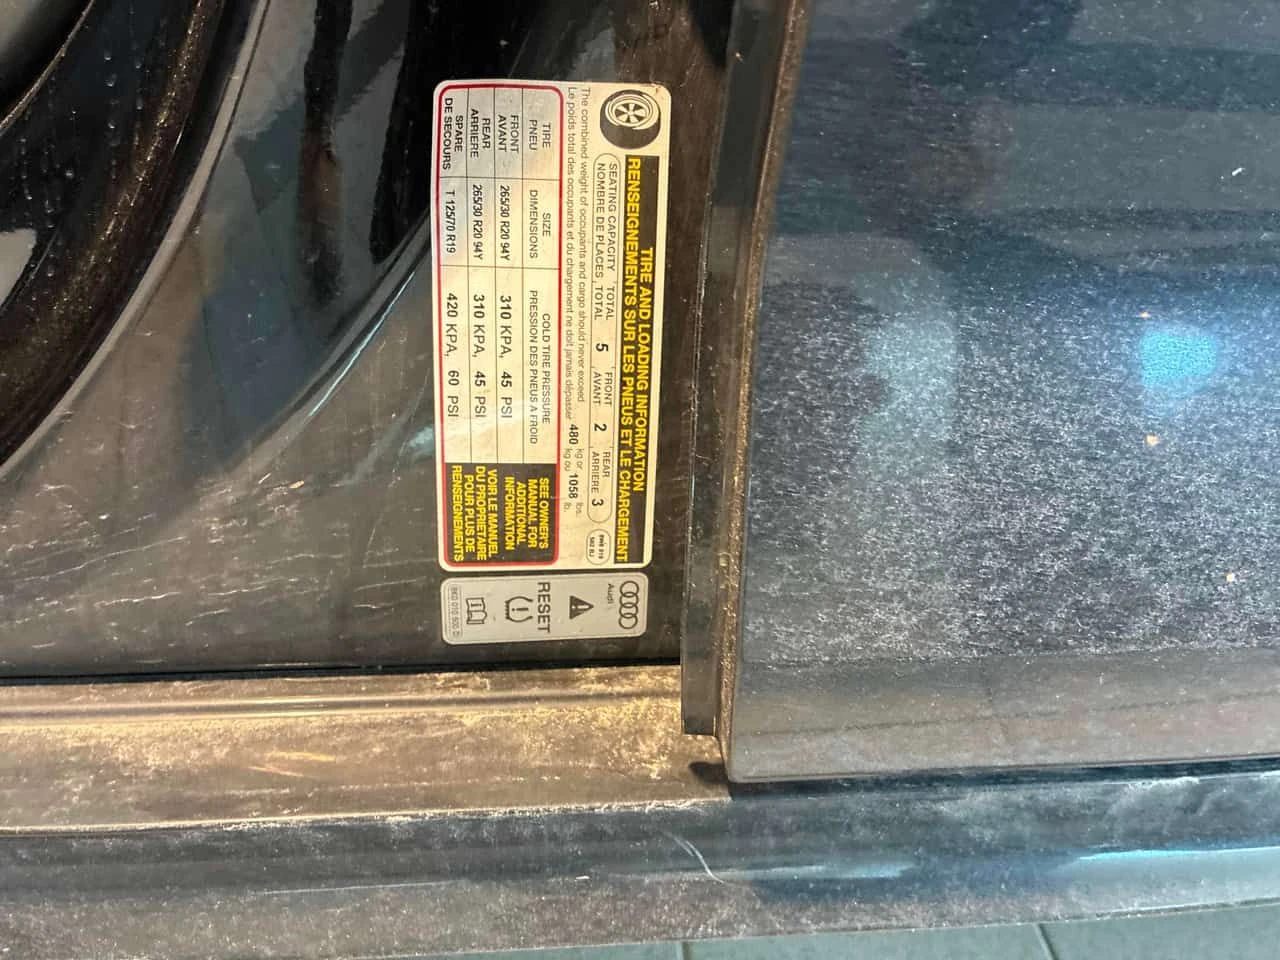 TIRE AND LOADING INFORMATION
RENSEIGNEMENTS SUR LES PNEUS ET LE CHARGEMENT
SEATING CAPACITY TOTAL 5 FRONT 2 REAR 3
NOMBRE DE PLACES TOTAL AVANT ARRIERE
The combined weight of occupants and cargo should never exceed 480 kg or 1058 lbs.
Le poids total des occupants et du chargement ne doit jamais dépasser kg ou lb.
TIRE SIZE COLD TIRE PRESSURE
PNEU DIMENSIONS PRESSION DES PNEUS A FROID
FRONT
AVANT 265/30 R20 94Y 310 KPA, 45 PSI
REAR
ARRIERE 265/30 R20 94Y 310 KPA, 45 PSI
SPARE
DE SECOURS T 125/70 R19 420 KPA, 60 PSI
SEE OWNER'S
MANUAL FOR
ADDITIONAL
INFORMATION
VOIR LE MANUEL
DU PROPRIETAIRE
POUR PLUS DE
RENSEIGNEMENTS
Audi
RESET
8K0 010 500 D